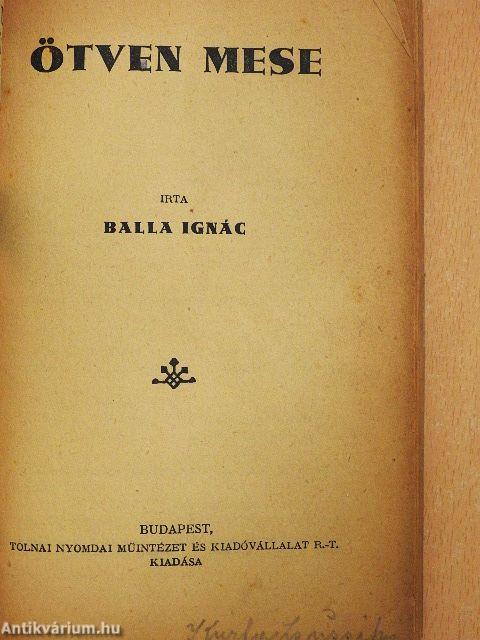 ÖTVEN MESE
IRTA
BALLA IGNÁC
BUDAPEST,
TOLNAI NYOMDAI MŰINTÉZET ÉS KIADÓVÁLLALAT R.-T.
KIADÁSA
Antikvárium.hu